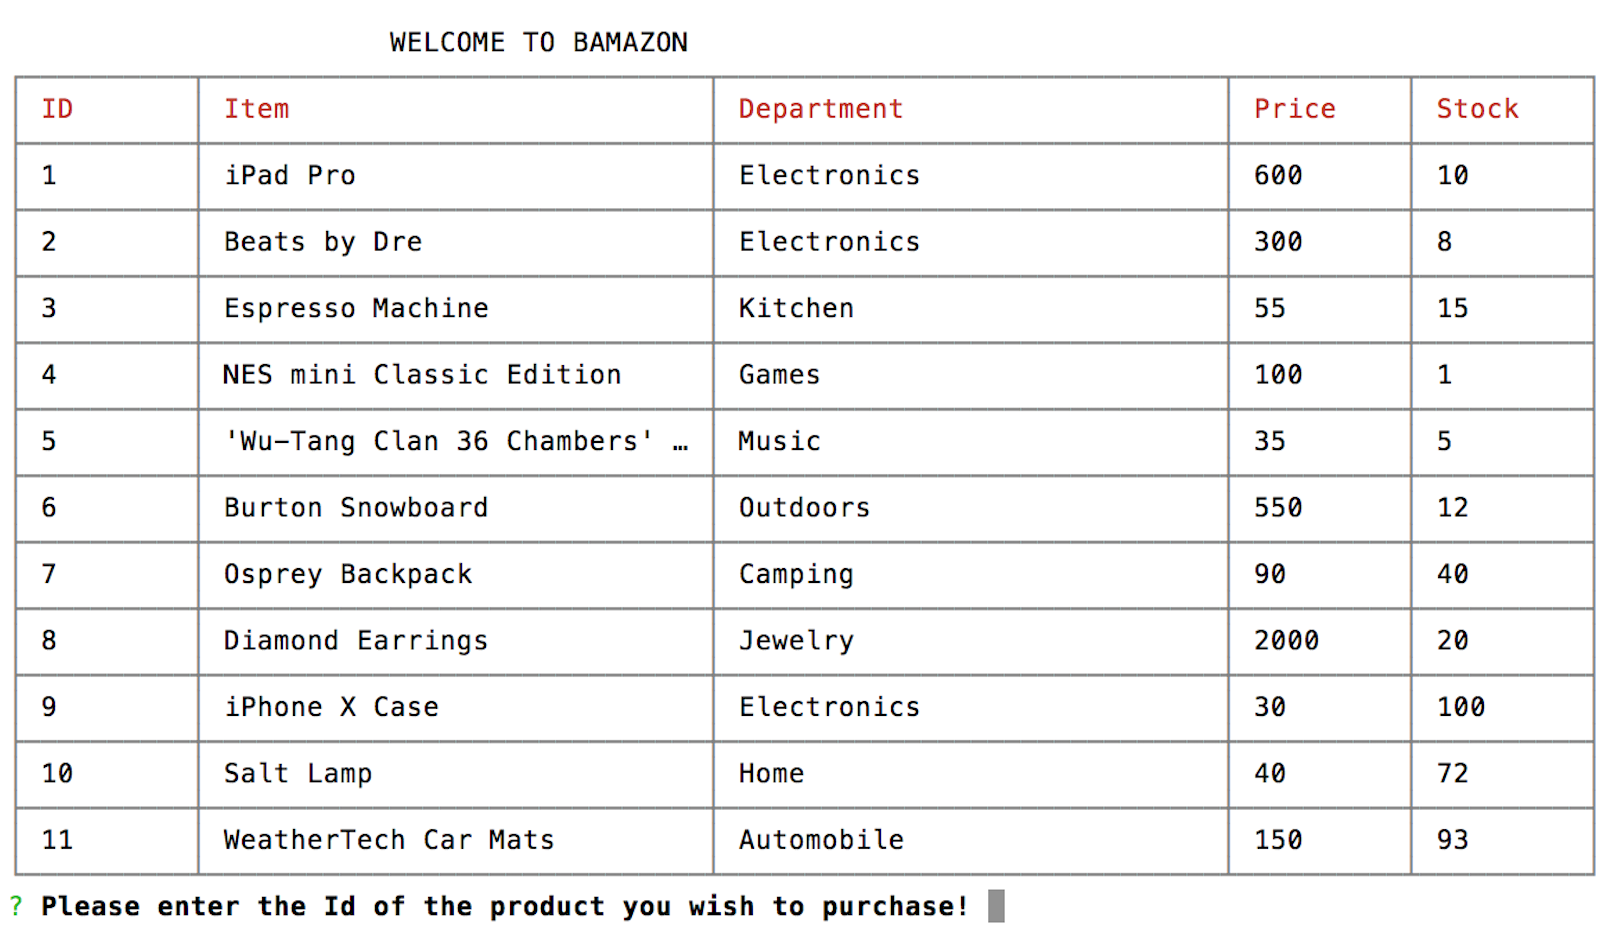 WELCOME TO BAMAZON
ID Item Department Price Stock
1 iPad Pro Electronics 600 10
2 Beats by Dre Electronics 300 8
3 Espresso Machine Kitchen 55 15
4 NES mini Classic Edition Games 100 1
5 'Wu-Tang Clan 36 Chambers' … Music 35 5
6 Burton Snowboard Outdoors 550 12
7 Osprey Backpack Camping 90 40
8 Diamond Earrings Jewelry 2000 20
9 iPhone X Case Electronics 30 100
10 Salt Lamp Home 40 72
11 WeatherTech Car Mats Automobile 150 93
? Please enter the Id of the product you wish to purchase!